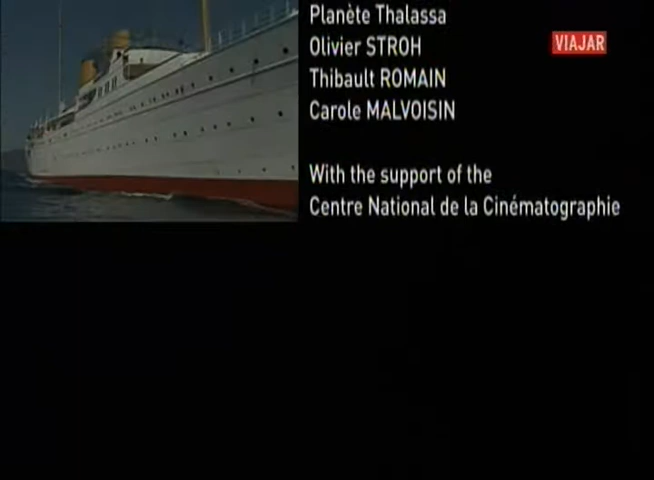 Planète Thalassa
VIAJAR
Olivier STROH
Thibault ROMAIN
Carole MALVOISIN
With the support of the
Centre National de la Cinématographie